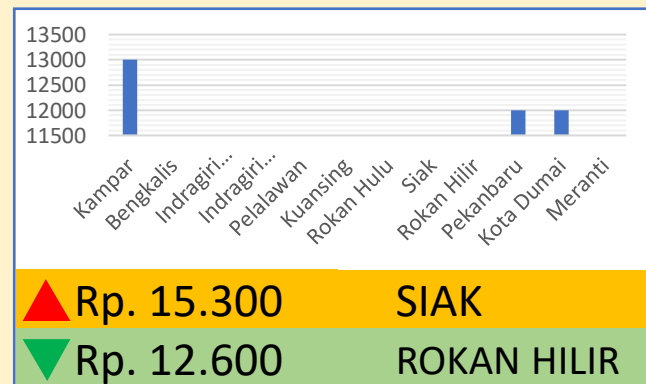 13500
13000
12500
12000
11500
Kampar
Bengkalis
Indragiri...
Indragiri...
Pelalawan
Kuansing
Rokan Hulu
Siak
Rokan Hilir
Pekanbaru
Kota Dumai
Meranti
Rp. 15.300 SIAK
Rp. 12.600 ROKAN HILIR